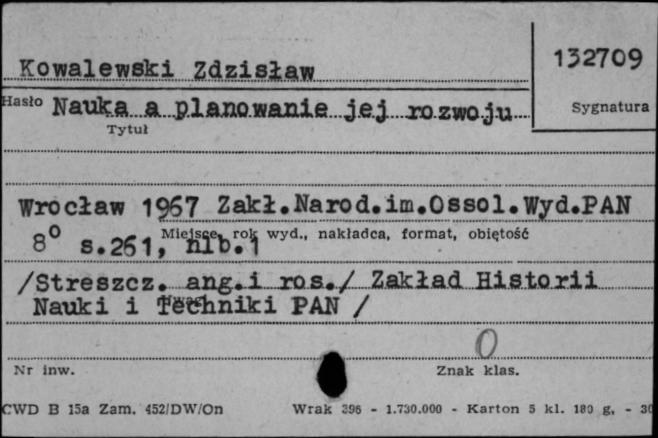 Kowalewski Zdzisław
132709
Hasło Nauka a planowanie jej rozwoju
Sygnatura
Tytuł
Wrocław 1967 Zakł.Narod.im.Ossol.Wyd.PAN
Miejsce, rok wyd., nakładca, format, objętość
8° s.261, nlb.1
/Streszcz. ang.i ros./ Zakład Historii
Nauki i Techniki PAN /
0
Nr inw.
Znak klas.
CWD B 15a Zam. 452/DW/On Wrak 396 - 1.730.000 - Karton 5 kl. 180 g, - 30